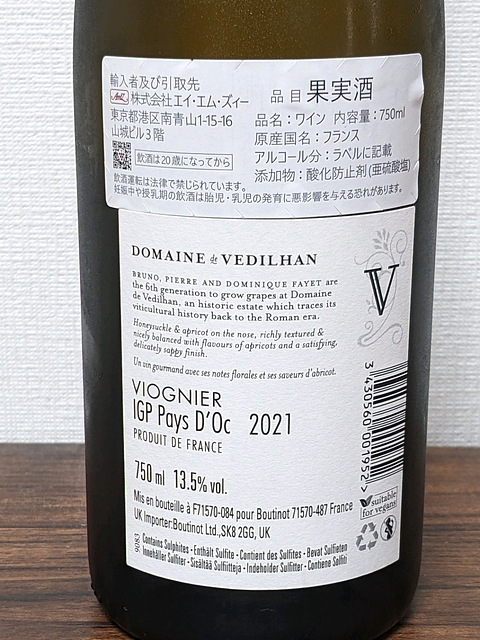 輸入者及び引取先
株式会社エイ・エム・ズィー
東京都港区南青山1-15-16
山城ビル3階
飲酒は20歳になってから
品目 果実酒
品名：ワイン 内容量：750ml
原産国名：フランス
アルコール分：ラベルに記載
添加物：酸化防止剤(亜硫酸塩)
飲酒運転は法律で禁じられています。
妊娠中や授乳期の飲酒は胎児・乳児の発育に悪影響を与える恐れがあります。
DOMAINE de VEDILHAN
BRUNO, PIERRE AND DOMINIQUE FAYET are
the 6th generation to grow grapes at Domaine
de Vedilhan, an historic estate which traces its
viticultural history back to the Roman era.
Honeysuckle & apricot on the nose, richly textured &
nicely balanced with flavours of apricots and a satisfying,
delicately sappy finish.
Un vin gourmand avec ses notes florales et ses saveurs d'abricot.
V
VIOGNIER
IGP Pays D'Oc 2021
PRODUIT DE FRANCE
750 ml 13.5% vol.
Mis en bouteille à F71570-084 pour Boutinot 71570-487 France
UK Importer:Boutinot Ltd.,SK8 2GG, UK
9083
Contains Sulphites - Enthält Sulfite - Contient des Sulfites - Bevat Sulfieten
Innehåller Sulfiter - Sisältää Sulfiitteja - Indeholder Sulfitter - Contiene Solfiti
3 430560 001952 >
suitable
for vegans